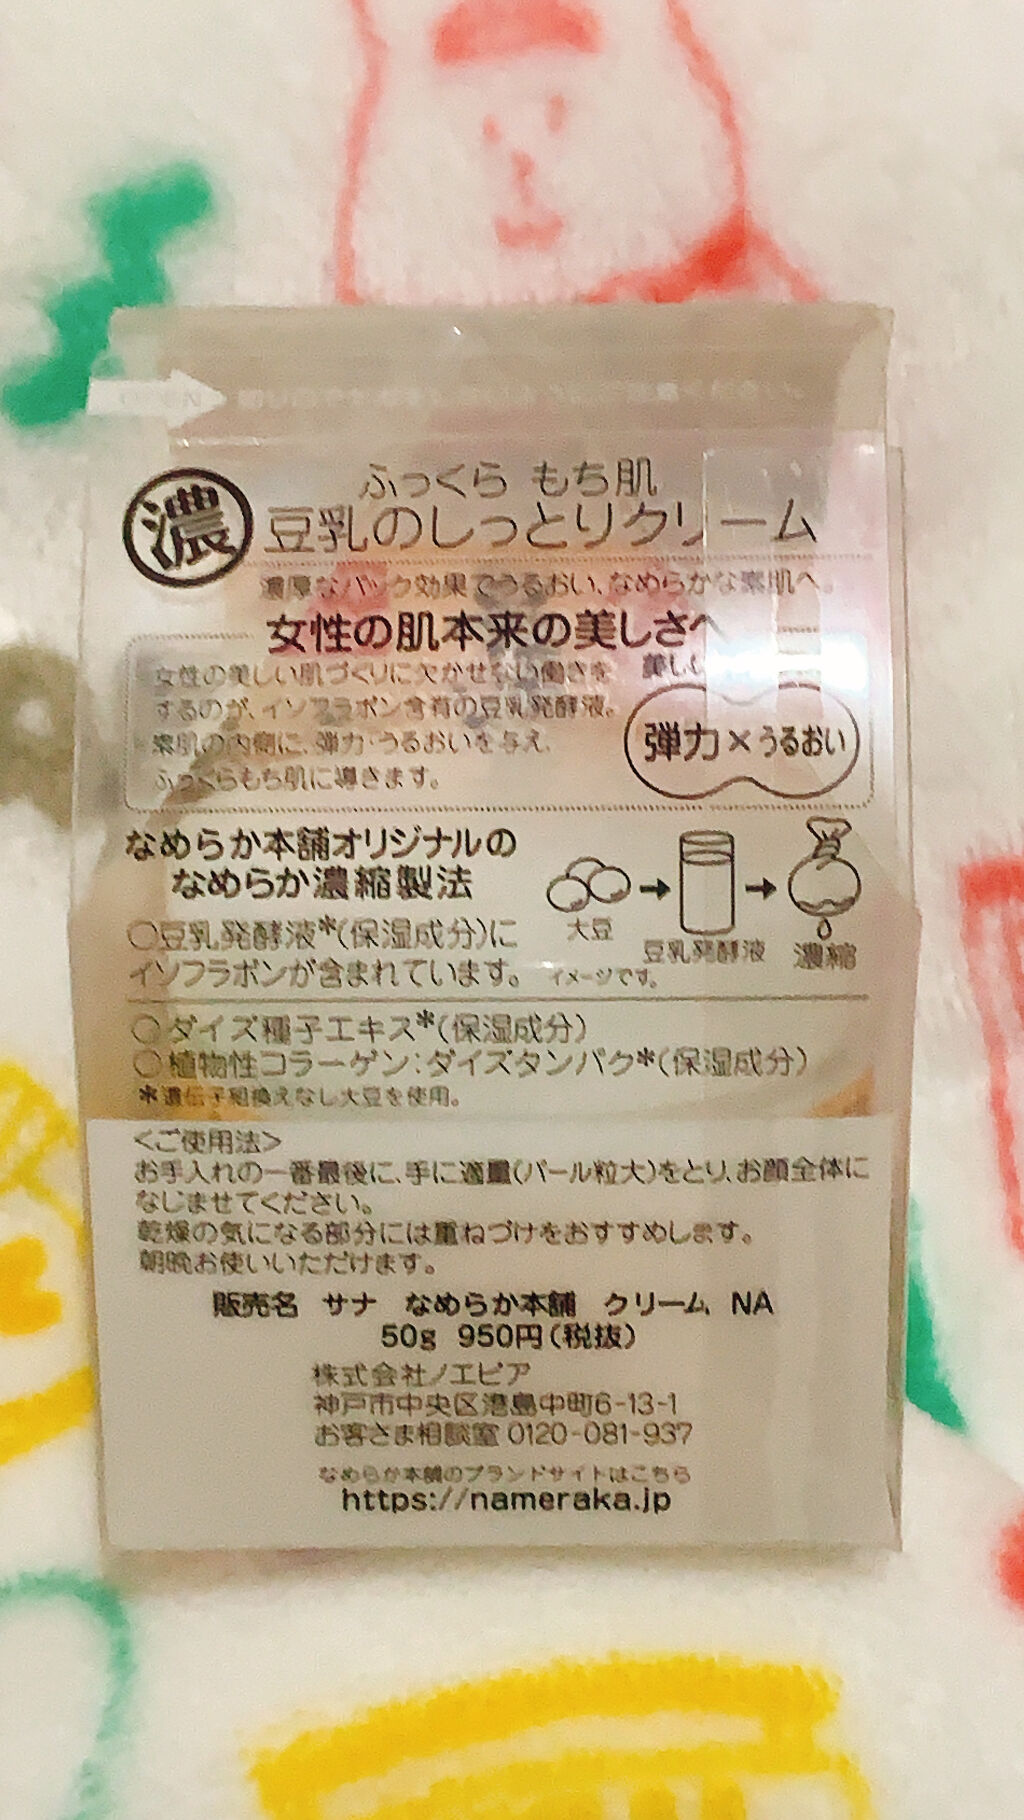 ふっくら もち肌
濃 豆乳のしっとりクリーム
濃厚なパック効果でうるおい、なめらかな素肌へ。
女性の肌本来の美しさへ
女性の美しい肌づくりに欠かせない働きを
するのが、イソフラボン含有の豆乳発酵液。
素肌の内側に、弾力・うるおいを与え、
ふっくらもち肌に導きます。
美しい
弾力×うるおい
なめらか本舗オリジナルの
なめらか濃縮製法
○豆乳発酵液*(保湿成分)に
イソフラボンが含まれています。
大豆
豆乳発酵液
濃縮
イメージです。
○ダイズ種子エキス*(保湿成分)
○植物性コラーゲン:ダイズタンパク*(保湿成分)
*遺伝子組換えなし大豆を使用。
<ご使用法>
お手入れの一番最後に、手に適量(パール粒大)をとり、お顔全体に
なじませてください。
乾燥の気になる部分には重ねづけをおすすめします。
朝晩お使いいただけます。
販売名 サナ なめらか本舗 クリーム NA
50g 950円(税抜)
株式会社ノエビア
神戸市中央区港島中町6-13-1
お客さま相談室 0120-081-937
なめらか本舗のブランドサイトはこちら
https://nameraka.jp